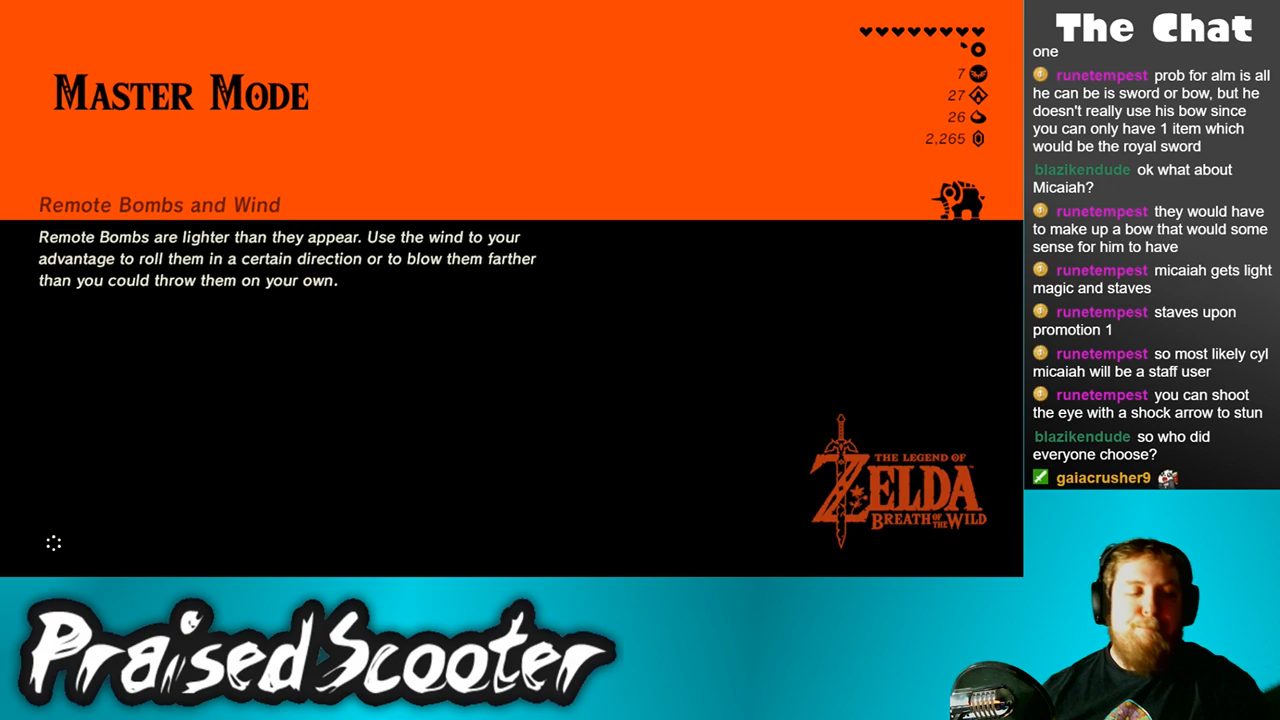 Master Mode
7
27
26
2,265
Remote Bombs and Wind
Remote Bombs are lighter than they appear. Use the wind to your
advantage to roll them in a certain direction or to blow them farther
than you could throw them on your own.
THE LEGEND OF
ZELDA
BREATH OF THE WILD
The Chat
one
runetempest prob for alm is all
he can be is sword or bow, but he
doesn't really use his bow since
you can only have 1 item which
would be the royal sword
blazikendude ok what about
Micaiah?
runetempest they would have
to make up a bow that would some
sense for him to have
runetempest micaiah gets light
magic and staves
runetempest staves upon
promotion 1
runetempest so most likely cyl
micaiah will be a staff user
runetempest you can shoot
the eye with a shock arrow to stun
blazikendude so who did
everyone choose?
gaiacrusher9
PraisedScooter